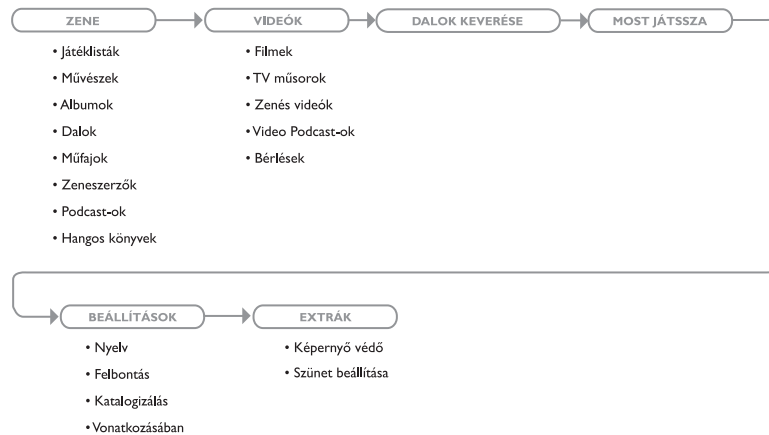 ZENE
• Játéklisták
• Művészek
• Albumok
• Dalok
• Műfajok
• Zeneszerzők
• Podcast-ok
• Hangos könyvek
VIDEÓK
• Filmek
• TV műsorok
• Zenés videók
• Video Podcast-ok
• Bérlések
DALOK KEVERÉSE
MOST JÁTSSZA
BEÁLLÍTÁSOK
• Nyelv
• Felbontás
• Katalogizálás
• Vonatkozásában
EXTRÁK
• Képernyő védő
• Szünet beállítása